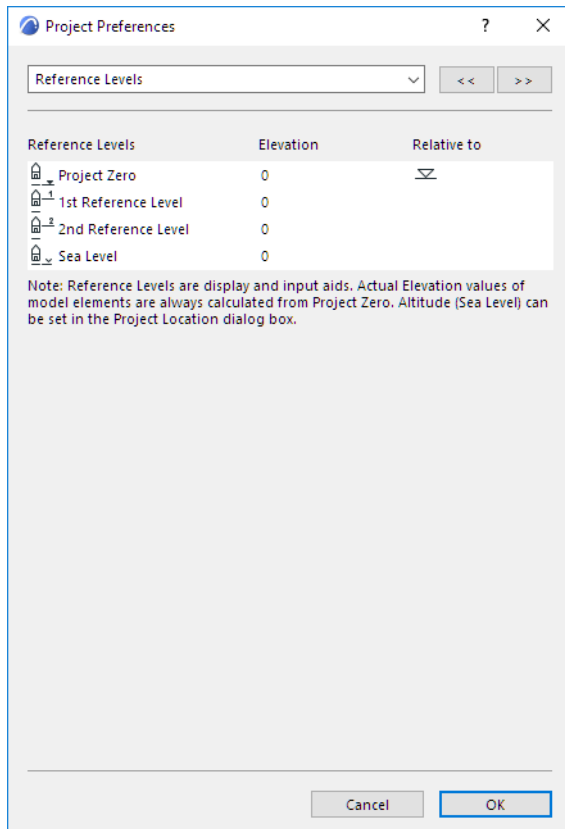 Project Preferences ?
Reference Levels << >>
Reference Levels Elevation Relative to
Project Zero 0
1 1st Reference Level 0
2 2nd Reference Level 0
Sea Level 0
Note: Reference Levels are display and input aids. Actual Elevation values of
model elements are always calculated from Project Zero. Altitude (Sea Level) can
be set in the Project Location dialog box.
Cancel OK